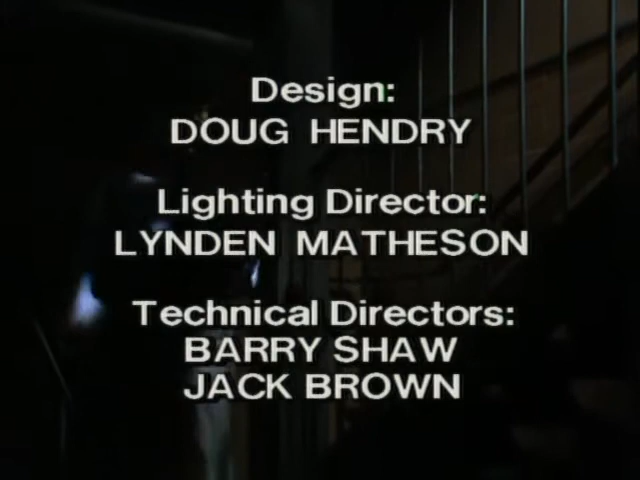 Design:
DOUG HENDRY
Lighting Director:
LYNDEN MATHESON
Technical Directors:
BARRY SHAW
JACK BROWN